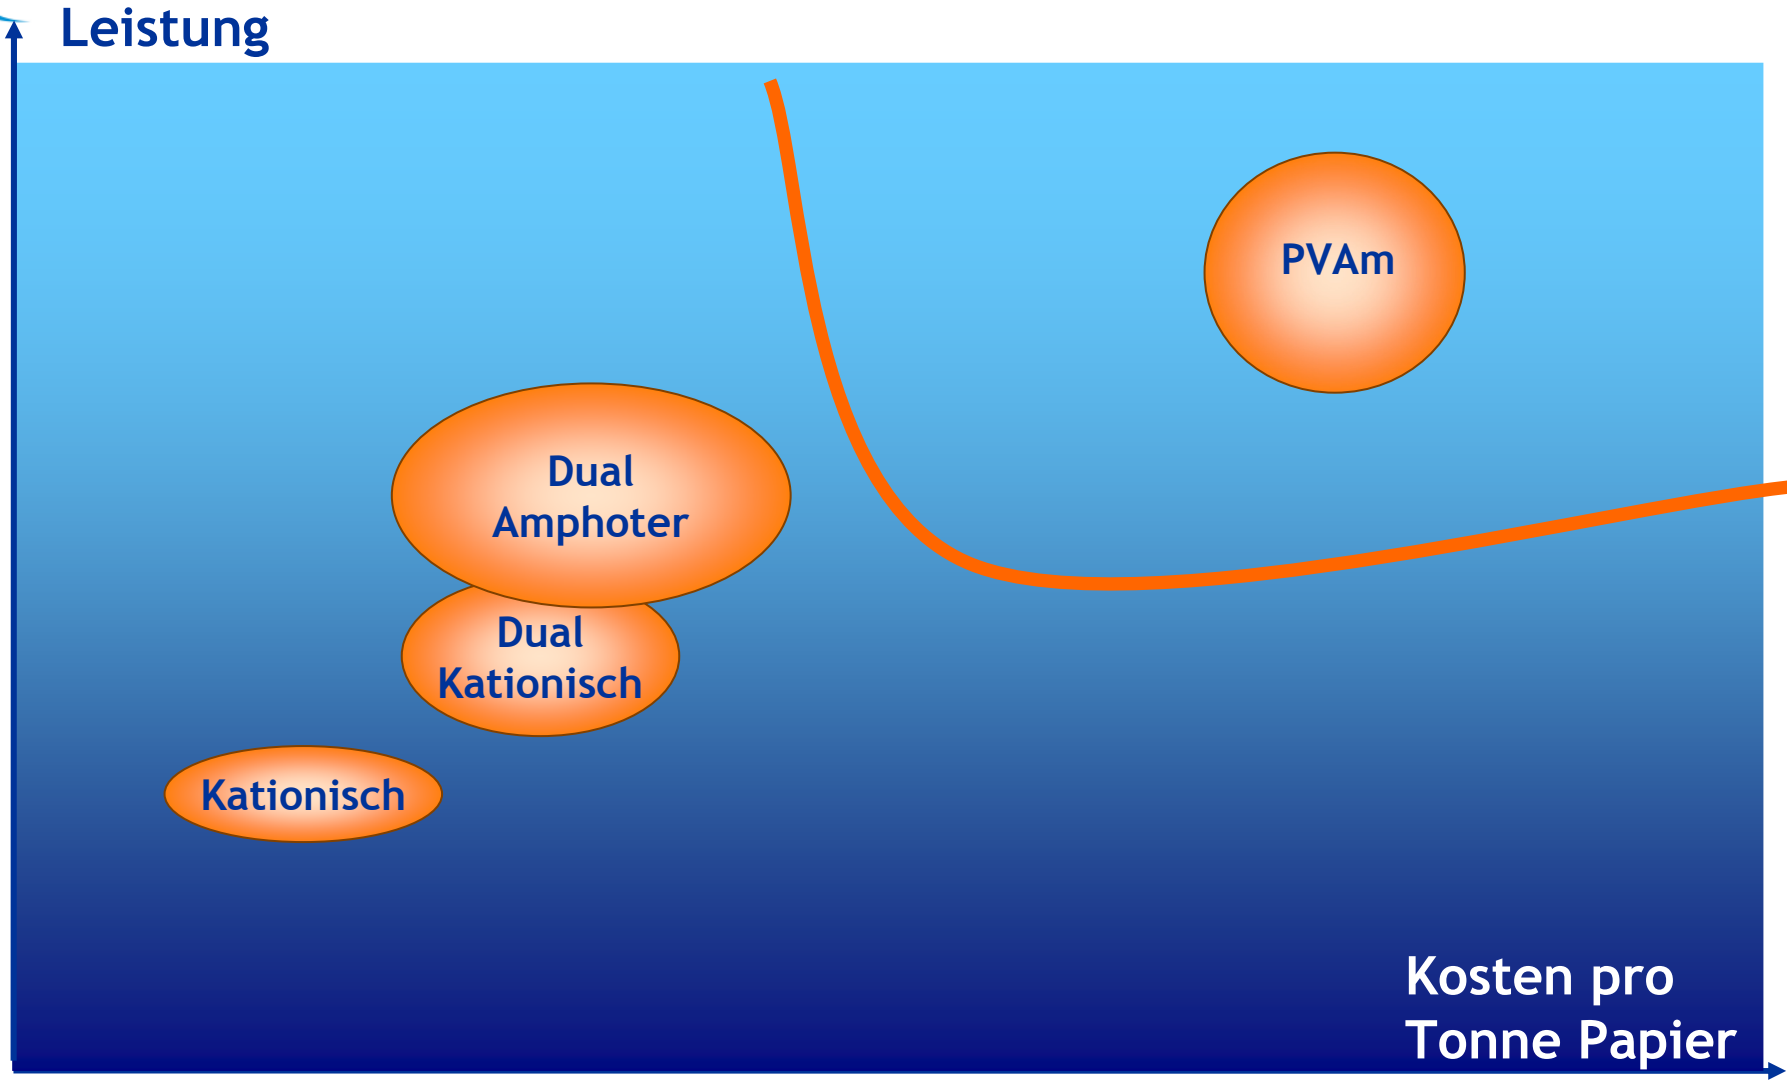 Leistung
PVAm
Dual
Amphoter
Dual
Kationisch
Kationisch
Kosten pro
Tonne Papier